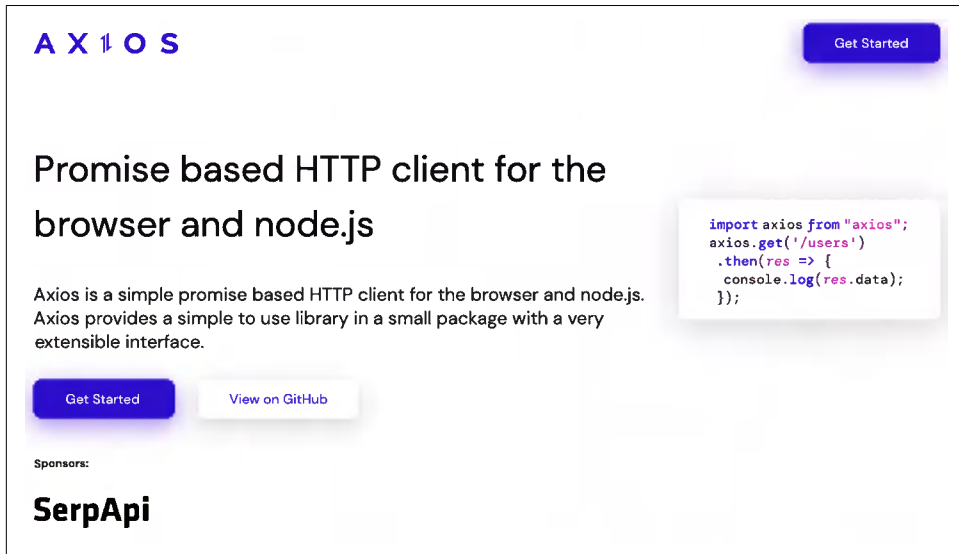 AXIOS
Get Started
Promise based HTTP client for the
browser and node.js
import axios from "axios";
axios.get('/users')
.then(res => {
console.log(res.data);
});
Axios is a simple promise based HTTP client for the browser and node.js.
Axios provides a simple to use library in a small package with a very
extensible interface.
Get Started
View on GitHub
Sponsors:
SerpApi